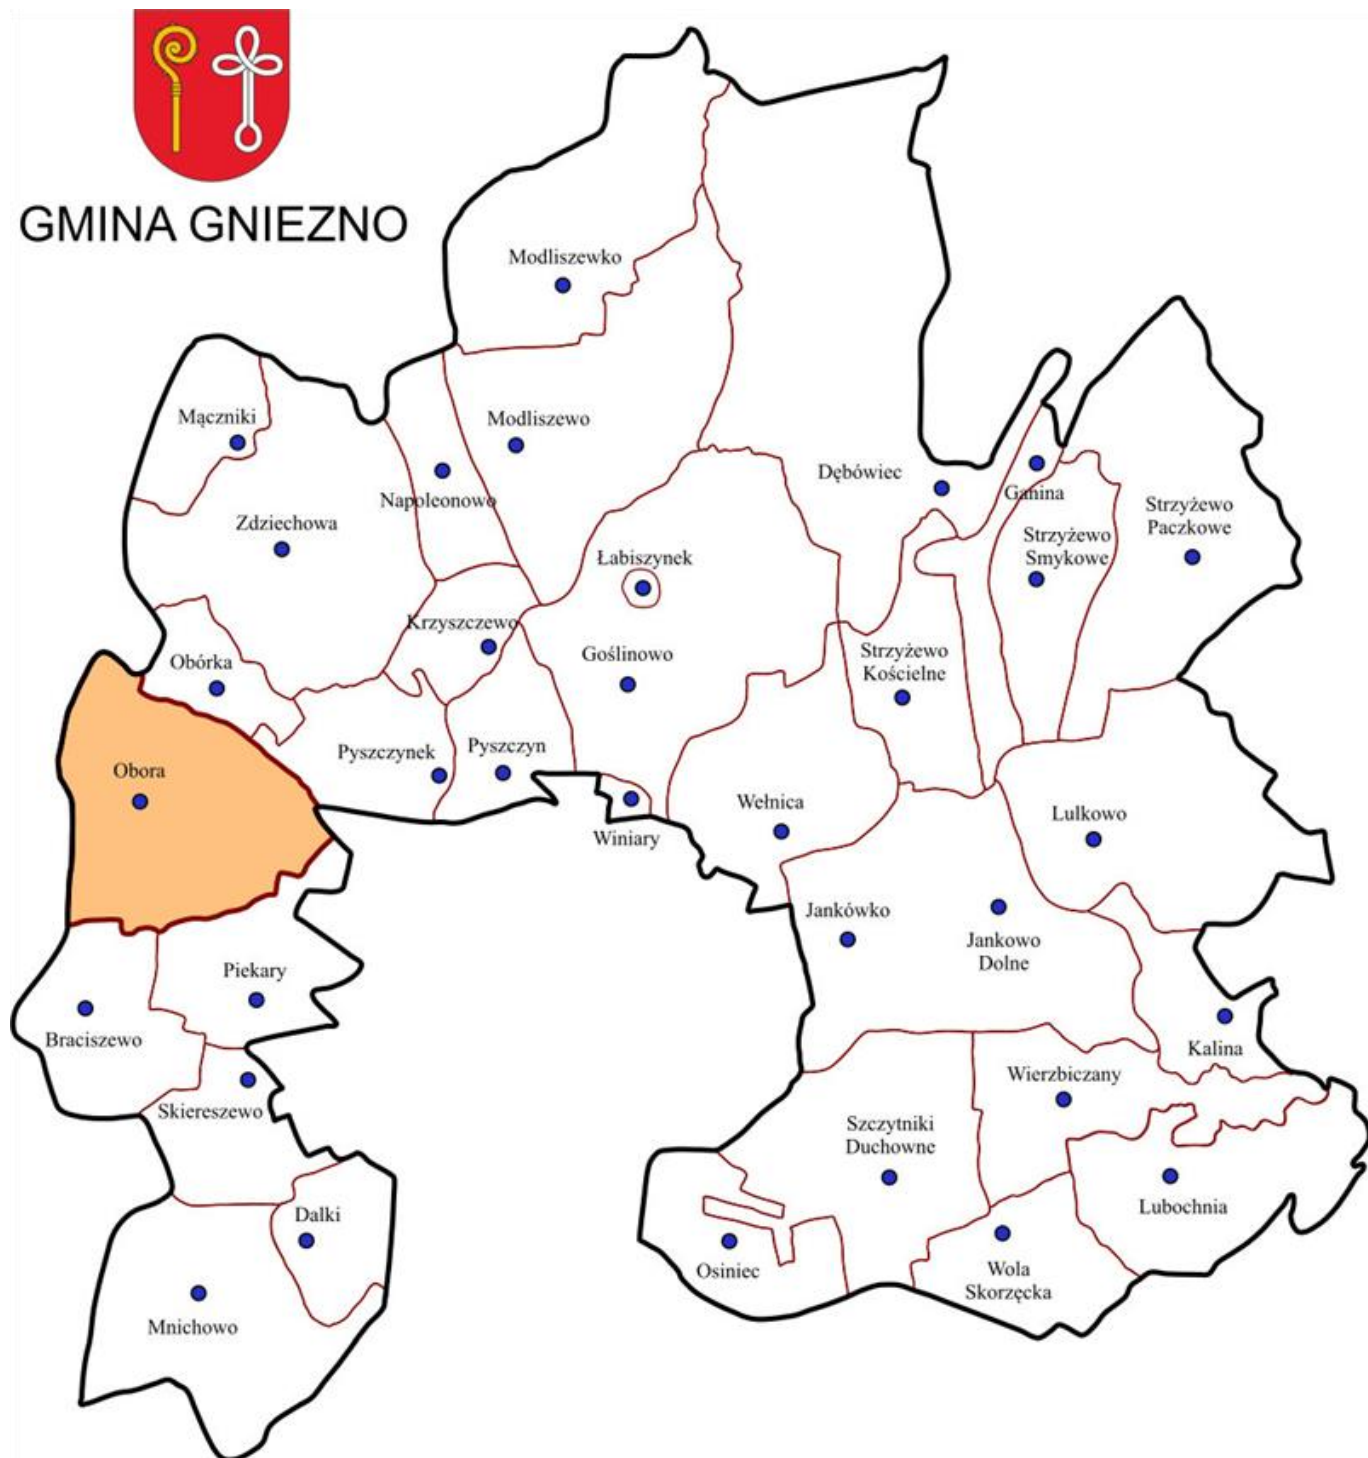 GMINA GNIEZNO
Modliszewko
Mączniki
Modliszewo
Dębówiec
Napoleonowo
Ganina
Strzyżewo
Paczkowe
Zdziechowa
Strzyżewo
Smykowe
Łabiszynek
Krzyszczewo
Obórka
Goślinowo
Strzyżewo
Kościelne
Pyszczynek
Pyszczyn
Obora
Wełnica
Lulkowo
Winiary
Jankówko
Jankowo
Dolne
Piekary
Braciszewo
Kalina
Wierzbiczany
Skiereszewo
Szczytniki
Duchowne
Lubochnia
Dalki
Osiniec
Wola
Skorzęcka
Mnichowo